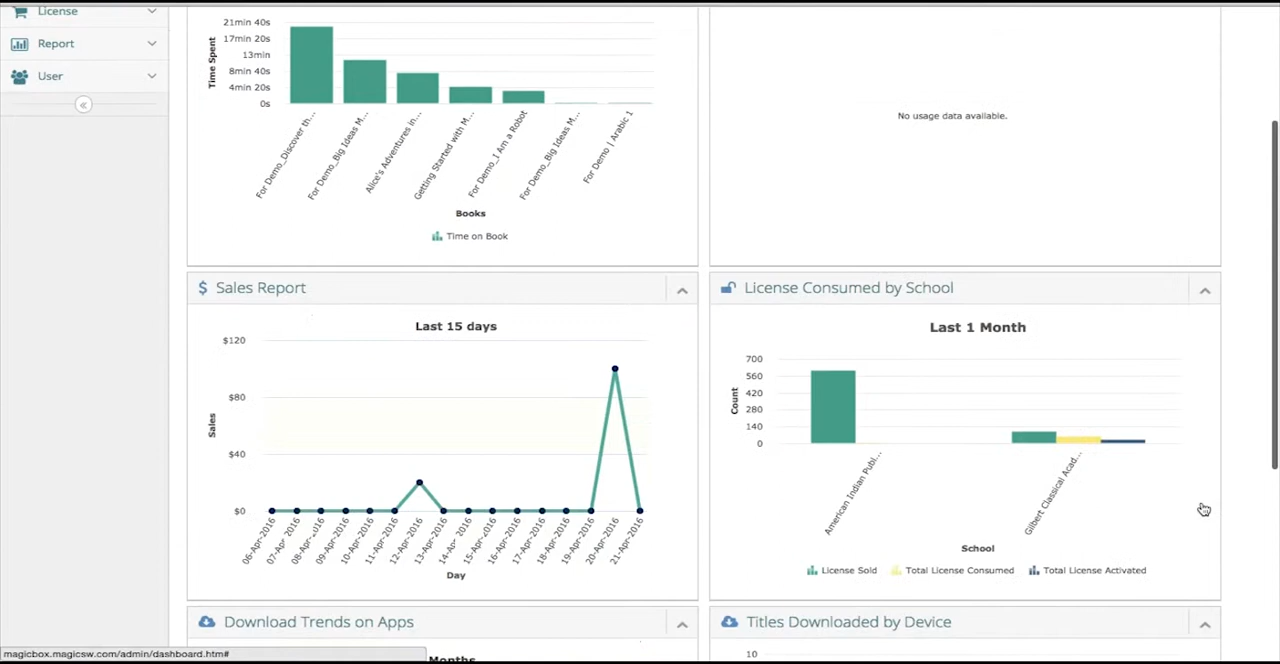 License
Report
User
21min 40s
17min 20s
13min
8min 40s
4min 20s
0s
Time Spent
For Demo_Discover th...
For Demo_Big Ideas M...
Alice's Adventures in...
Getting Started with M...
For Demo_I Am a Robot
For Demo_Big Ideas M...
For Demo | Arabic 1
Books
Time on Book
No usage data available.
Sales Report
Last 15 days
$120
$80
$40
$0
Sales
06-Apr-2016
07-Apr-2016
08-Apr-2016
09-Apr-2016
10-Apr-2016
11-Apr-2016
12-Apr-2016
13-Apr-2016
14-Apr-2016
15-Apr-2016
16-Apr-2016
17-Apr-2016
18-Apr-2016
19-Apr-2016
20-Apr-2016
21-Apr-2016
Day
License Consumed by School
Last 1 Month
700
560
420
280
140
0
Count
American Indian Publ...
Gilbert Classical Acad...
School
License Sold
Total License Consumed
Total License Activated
Download Trends on Apps
Months
Titles Downloaded by Device
10
magicbox.magicsw.com/admin/dashboard.htm#